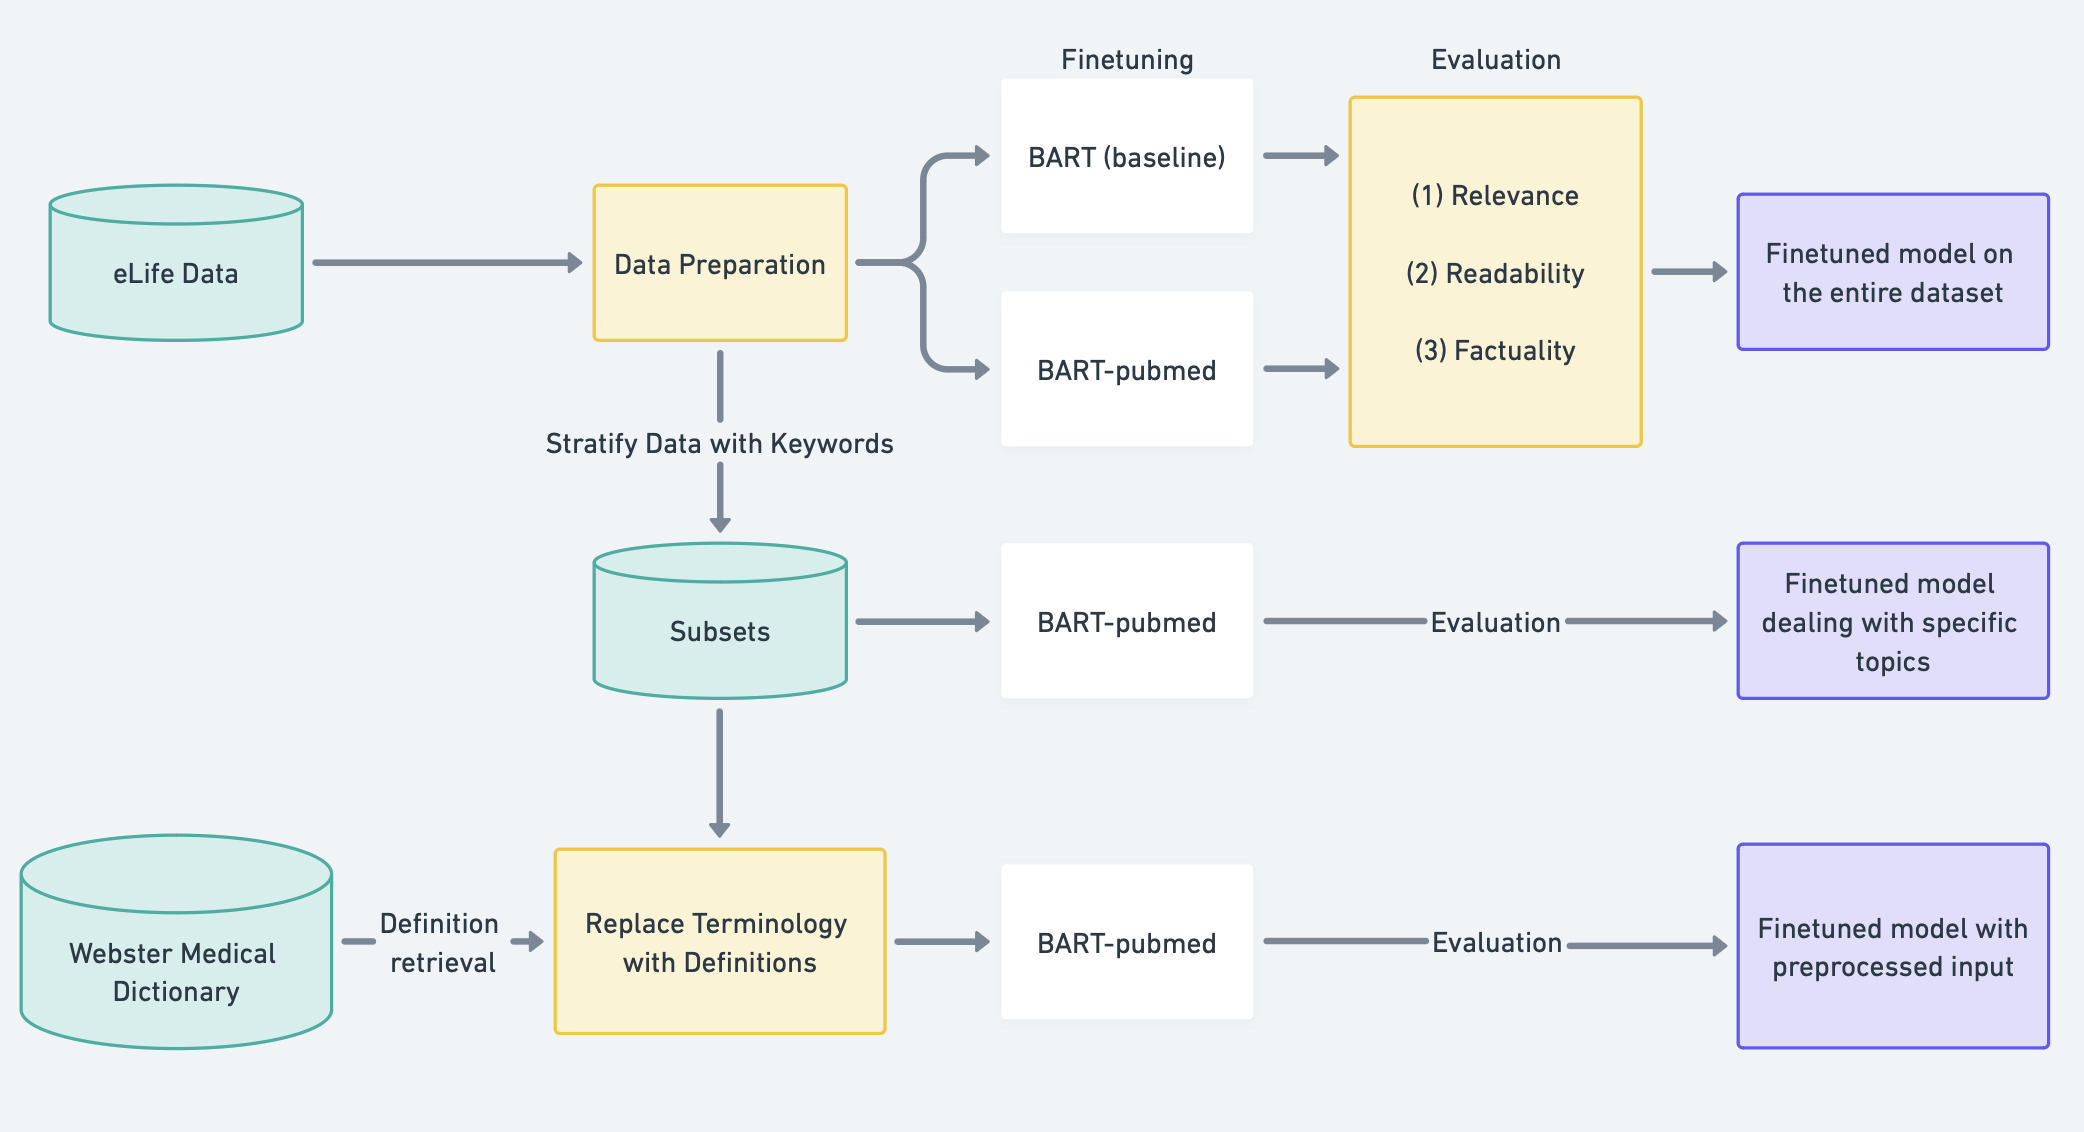 Finetuning
Evaluation
BART (baseline)
(1) Relevance
eLife Data
Data Preparation
(2) Readability
Finetuned model on
the entire dataset
BART-pubmed
(3) Factuality
Stratify Data with Keywords
Subsets
BART-pubmed
Evaluation
Finetuned model
dealing with specific
topics
Webster Medical
Dictionary
Definition
retrieval
Replace Terminology
with Definitions
BART-pubmed
Evaluation
Finetuned model with
preprocessed input